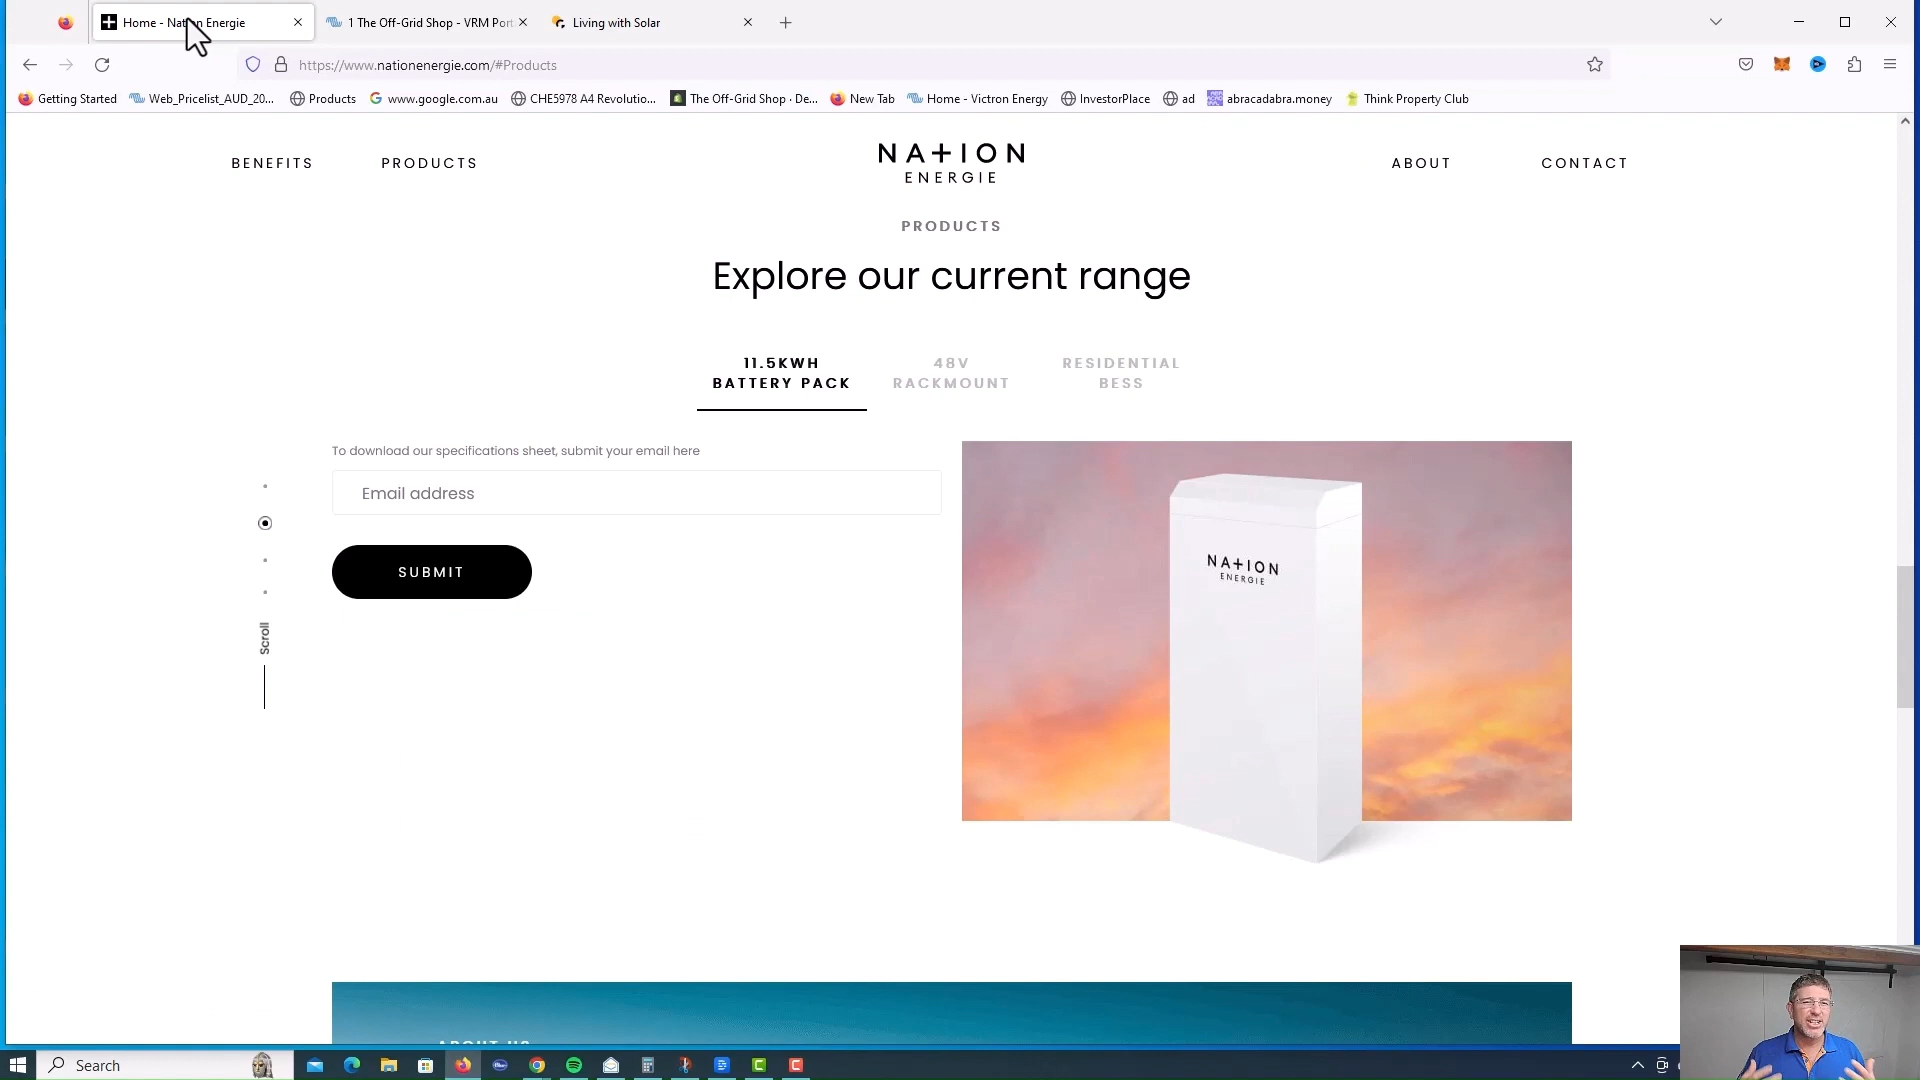 Home - Nation Energie
1 The Off-Grid Shop - VRM Port
Living with Solar
https://www.nationenergie.com/#Products
Getting Started
Web_Pricelist_AUD_20...
Products
www.google.com.au
CHE5978 A4 Revolutio...
The Off-Grid Shop · De...
New Tab
Home - Victron Energy
InvestorPlace
ad
abracadabra.money
Think Property Club
BENEFITS
PRODUCTS
NATION
ENERGIE
ABOUT
CONTACT
PRODUCTS
Explore our current range
11.5KWH
BATTERY PACK
48V
RACKMOUNT
RESIDENTIAL
BESS
To download our specifications sheet, submit your email here
Email address
SUBMIT
Scroll
NATION
ENERGIE
ABOUT US
Search